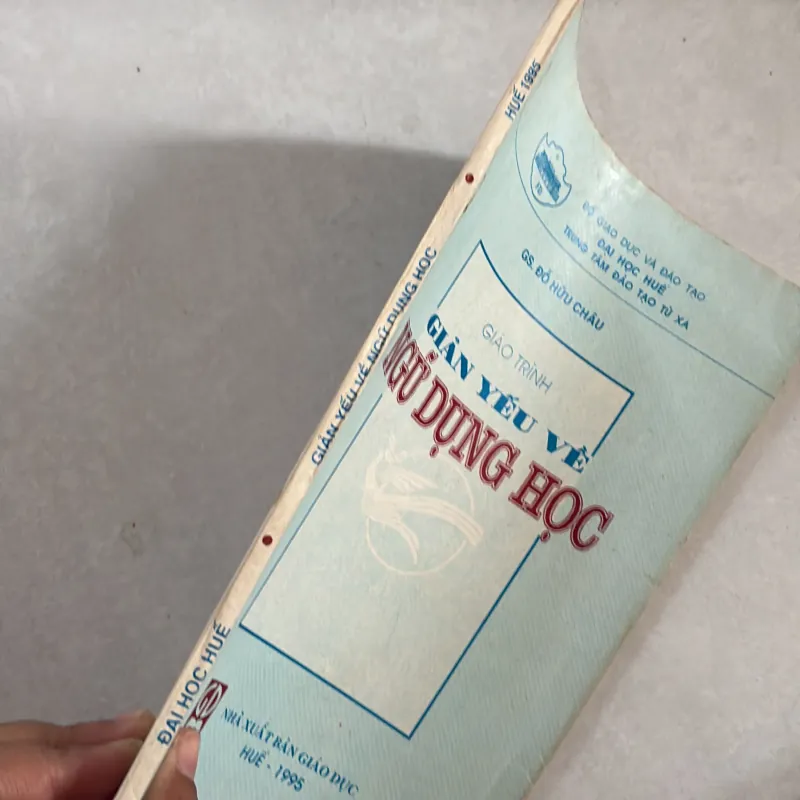 BỘ GIÁO DỤC VÀ ĐÀO TẠO
ĐẠI HỌC HUẾ
TRUNG TÂM ĐÀO TẠO TỪ XA
GS. ĐỖ HỮU CHÂU
GIÁO TRÌNH
GIẢN YẾU VỀ
NGỮ DỤNG HỌC
NHÀ XUẤT BẢN GIÁO DỤC
HUẾ - 1995
ĐẠI HỌC HUẾ
GIẢN YẾU VỀ NGỮ DỤNG HỌC
HUẾ 1995